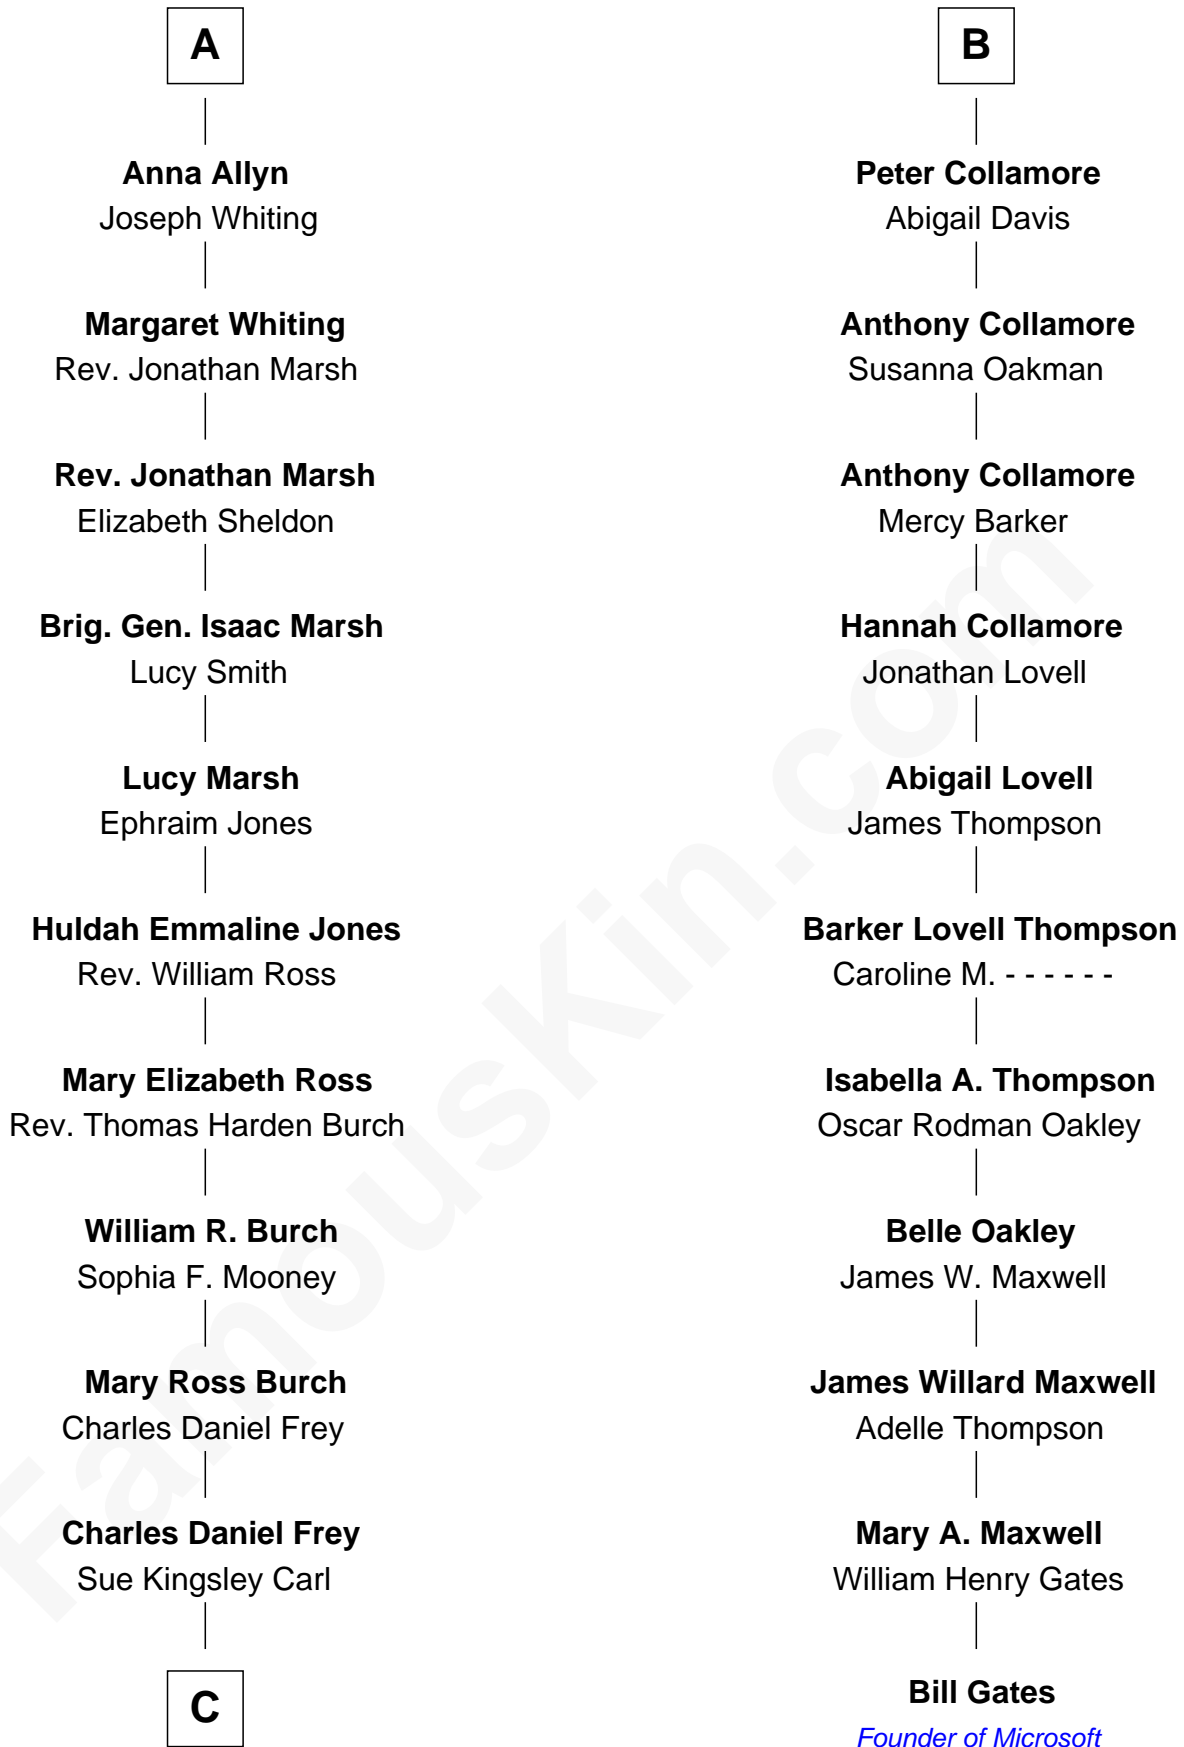 A
Anna Allyn
Joseph Whiting
Margaret Whiting
Rev. Jonathan Marsh
Rev. Jonathan Marsh
Elizabeth Sheldon
Brig. Gen. Isaac Marsh
Lucy Smith
Lucy Marsh
Ephraim Jones
Huldah Emmaline Jones
Rev. William Ross
Mary Elizabeth Ross
Rev. Thomas Harden Burch
William R. Burch
Sophia F. Mooney
Mary Ross Burch
Charles Daniel Frey
Charles Daniel Frey
Sue Kingsley Carl
C
B
Peter Collamore
Abigail Davis
Anthony Collamore
Susanna Oakman
Anthony Collamore
Mercy Barker
Hannah Collamore
Jonathan Lovell
Abigail Lovell
James Thompson
Barker Lovell Thompson
Caroline M. - - - - - -
Isabella A. Thompson
Oscar Rodman Oakley
Belle Oakley
James W. Maxwell
James Willard Maxwell
Adelle Thompson
Mary A. Maxwell
William Henry Gates
Bill Gates
Founder of Microsoft
FamousKin.com